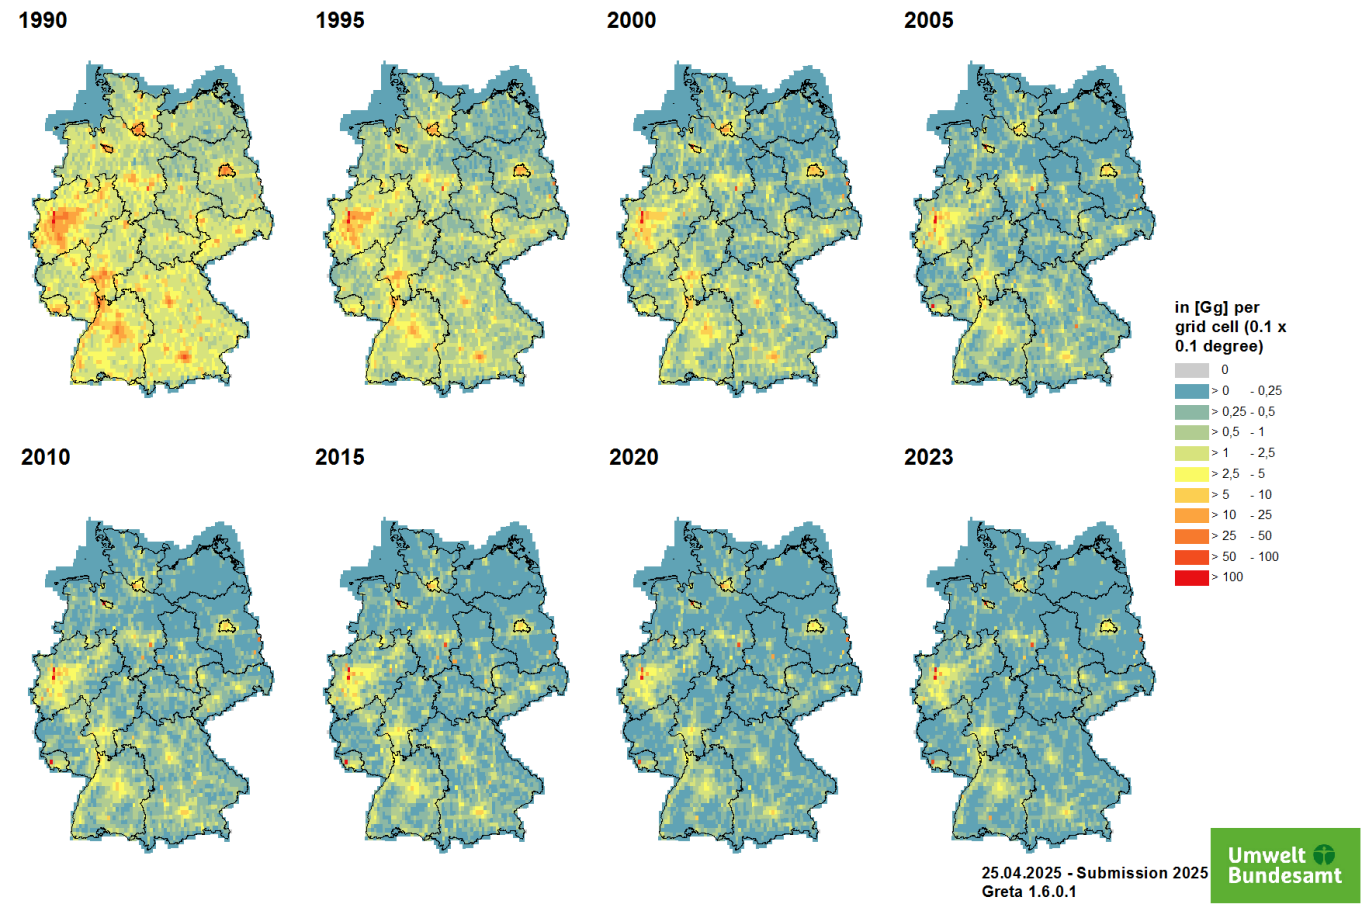 1990
1995
2000
2005
in [Gg] per
grid cell (0.1 x
0.1 degree)
0
> 0 - 0,25
> 0,25 - 0,5
> 0,5 - 1
> 1 - 2,5
> 2,5 - 5
> 5 - 10
> 10 - 25
> 25 - 50
> 50 - 100
> 100
2010
2015
2020
2023
25.04.2025 - Submission 2025
Greta 1.6.0.1
Umwelt
Bundesamt